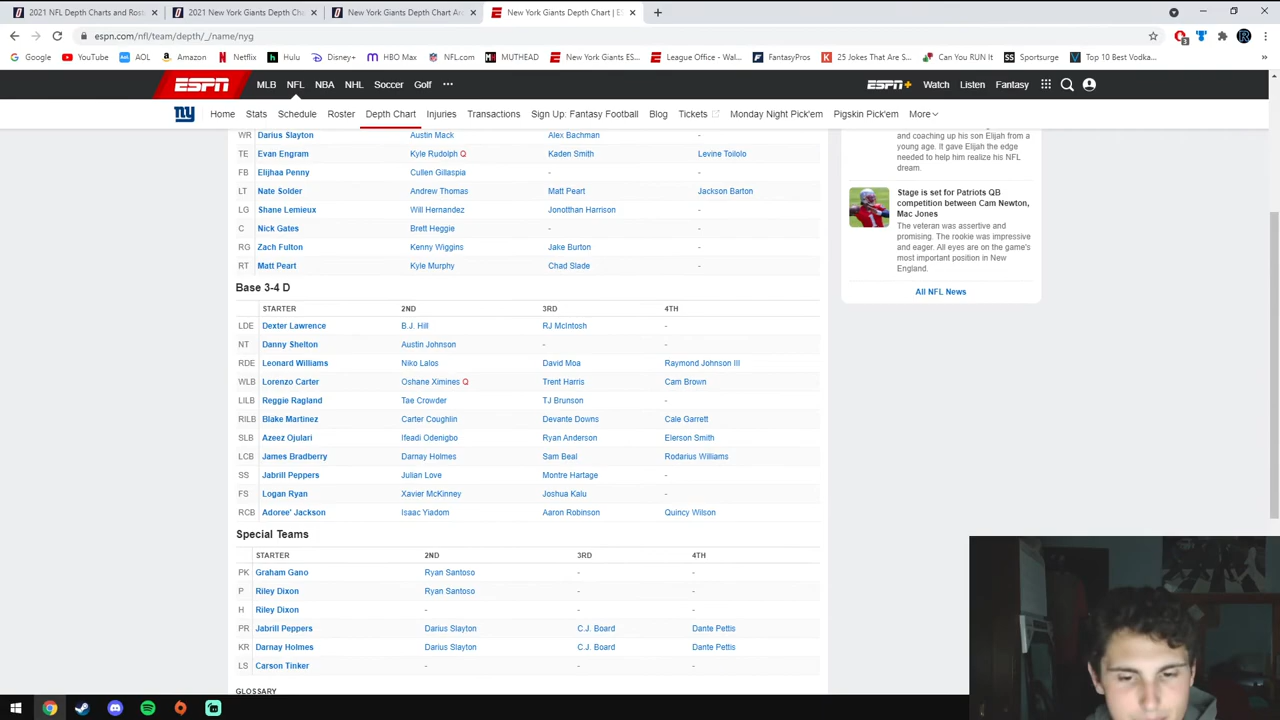 2021 NFL Depth Charts and Ross
2021 New York Giants Depth Ch
New York Giants Depth Chart An
New York Giants Depth Chart | ES
espn.com/nfl/team/depth/_/name/nyg
Google YouTube AOL Amazon Netflix Hulu Disney+ HBO Max NFL.com MUTHEAD New York Giants ES... League Office - Wal... FantasyPros 25 Jokes That Are S... Can You RUN It Sportsurge Top 10 Best Vodka...
ESPN MLB NFL NBA NHL Soccer Golf ESPN+ Watch Listen Fantasy
NY Home Stats Schedule Roster Depth Chart Injuries Transactions Sign Up: Fantasy Football Blog Tickets Monday Night Pick'em Pigskin Pick'em More
WR Darius Slayton Austin Mack Alex Bachman -
TE Evan Engram Kyle Rudolph Q Kaden Smith Levine Toilolo
FB Elijhaa Penny Cullen Gillaspia - -
LT Nate Solder Andrew Thomas Matt Peart Jackson Barton
LG Shane Lemieux Will Hernandez Jonotthan Harrison -
C Nick Gates Brett Heggie - -
RG Zach Fulton Kenny Wiggins Jake Burton -
RT Matt Peart Kyle Murphy Chad Slade -
Base 3-4 D
STARTER 2ND 3RD 4TH
LDE Dexter Lawrence B.J. Hill RJ McIntosh -
NT Danny Shelton Austin Johnson - -
RDE Leonard Williams Niko Lalos David Moa Raymond Johnson III
WLB Lorenzo Carter Oshane Ximines Q Trent Harris Cam Brown
LILB Reggie Ragland Tae Crowder TJ Brunson -
RILB Blake Martinez Carter Coughlin Devante Downs Cale Garrett
SLB Azeez Ojulari Ifeadi Odenigbo Ryan Anderson Elerson Smith
LCB James Bradberry Darnay Holmes Sam Beal Rodarius Williams
SS Jabrill Peppers Julian Love Montre Hartage -
FS Logan Ryan Xavier McKinney Joshua Kalu -
RCB Adoree' Jackson Isaac Yiadom Aaron Robinson Quincy Wilson
Special Teams
STARTER 2ND 3RD 4TH
PK Graham Gano Ryan Santoso - -
P Riley Dixon Ryan Santoso - -
H Riley Dixon - - -
PR Jabrill Peppers Darius Slayton C.J. Board Dante Pettis
KR Darnay Holmes Darius Slayton C.J. Board Dante Pettis
LS Carson Tinker - - -
GLOSSARY
and coaching up his son Elijah from a
young age. It gave Elijah the edge
needed to help him realize his NFL
dream.
Stage is set for Patriots QB
competition between Cam Newton,
Mac Jones
The veteran was assertive and
promising. The rookie was impressive
and eager. All eyes are on the game's
most important position in New
England.
All NFL News